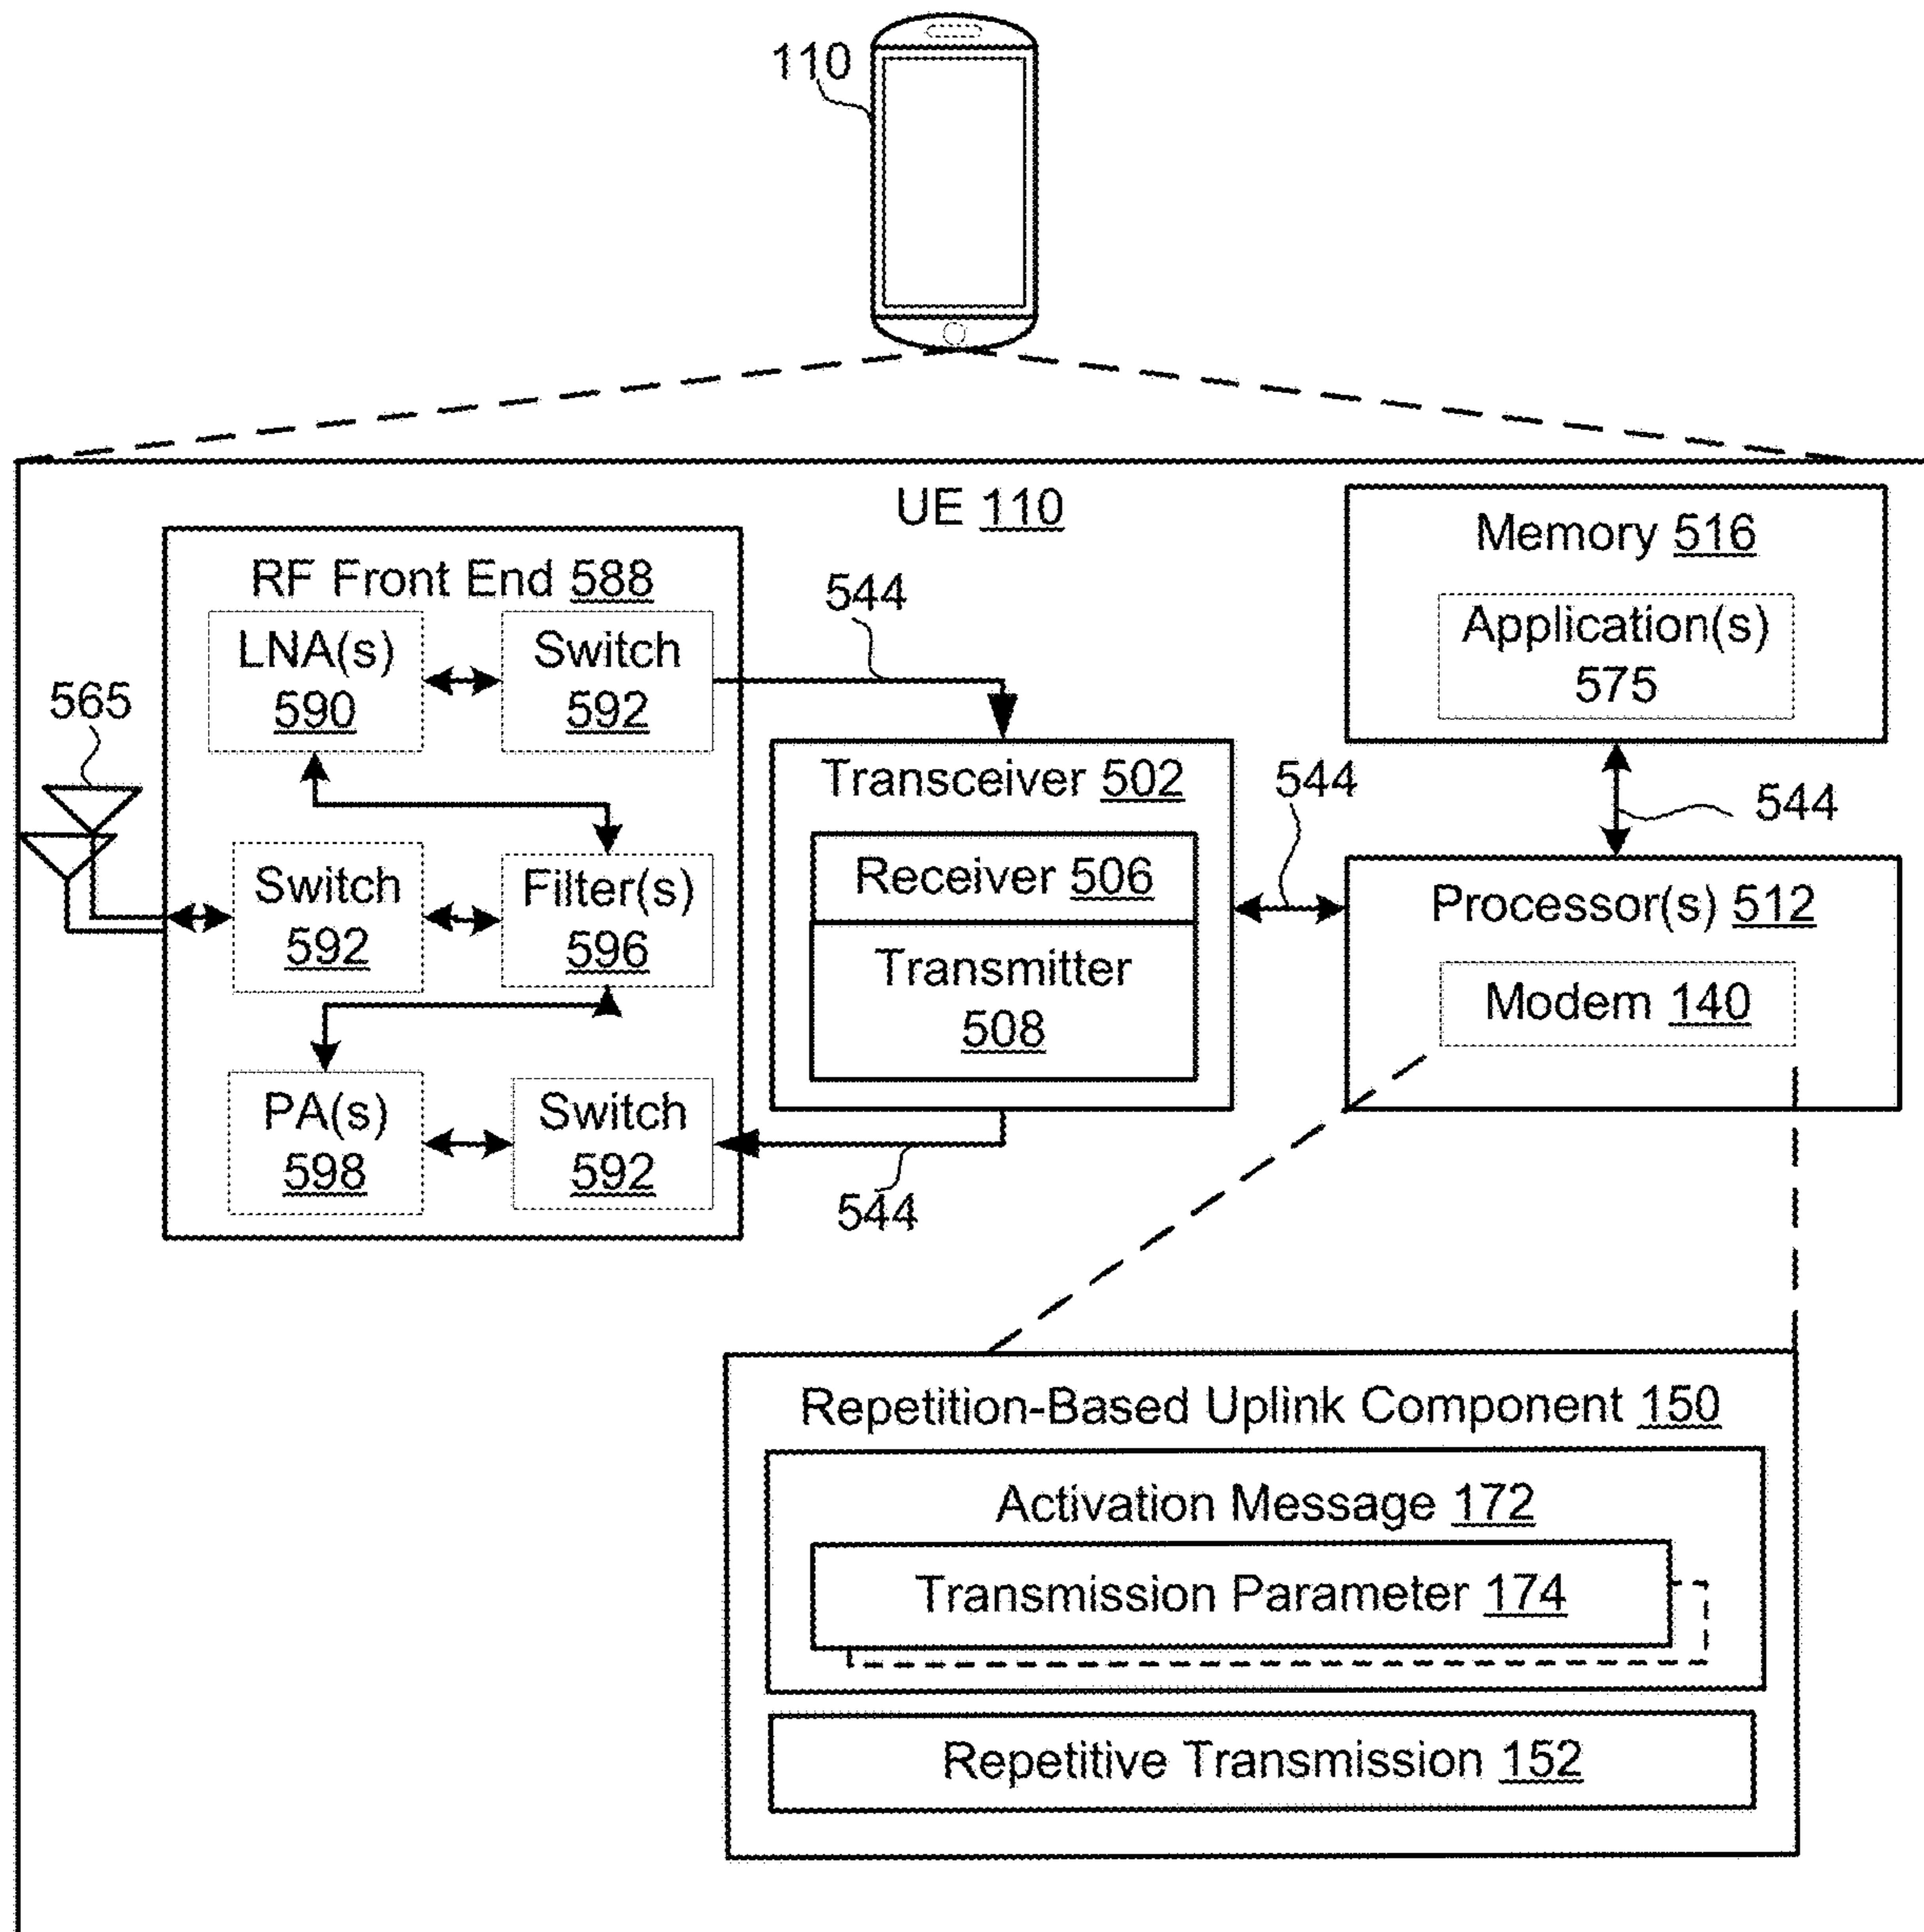 110
UE 110
RF Front End 588
LNA(s)
590
Switch
592
565
Switch
592
Filter(s)
596
PA(s)
598
Switch
592
544
544
Transceiver 502
Receiver 506
Transmitter
508
544
Memory 516
Application(s)
575
544
Processor(s) 512
Modem 140
Repetition-Based Uplink Component 150
Activation Message 172
Transmission Parameter 174
Repetitive Transmission 152